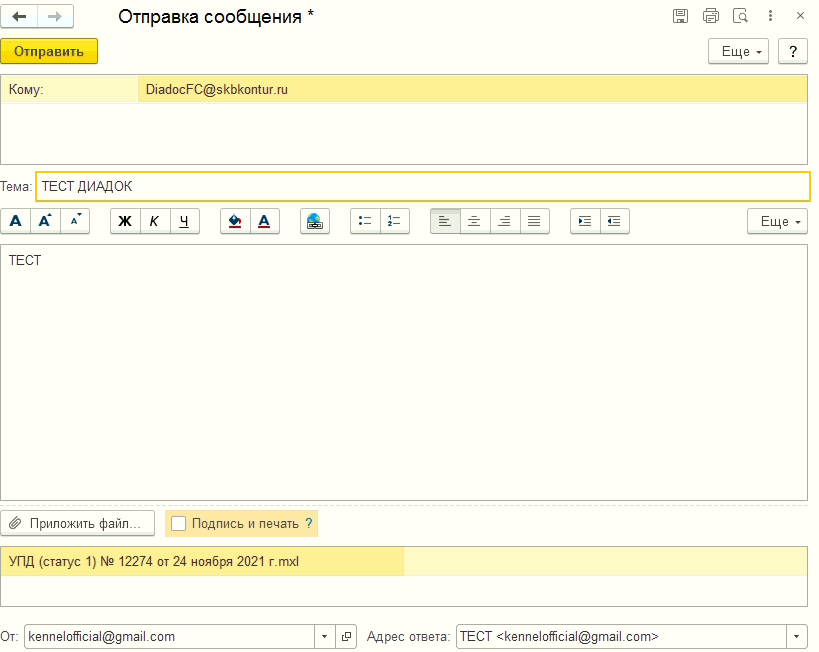 Отправка сообщения *
Отправить
Еще
?
Кому: DiadocFC@skbkontur.ru
Тема: ТЕСТ ДИАДОК
А А А Ж К Ч А Еще
ТЕСТ
Приложить файл... Подпись и печать ?
УПД (статус 1) № 12274 от 24 ноября 2021 г.mxl
От: kennelofficial@gmail.com Адрес ответа: ТЕСТ <kennelofficial@gmail.com>